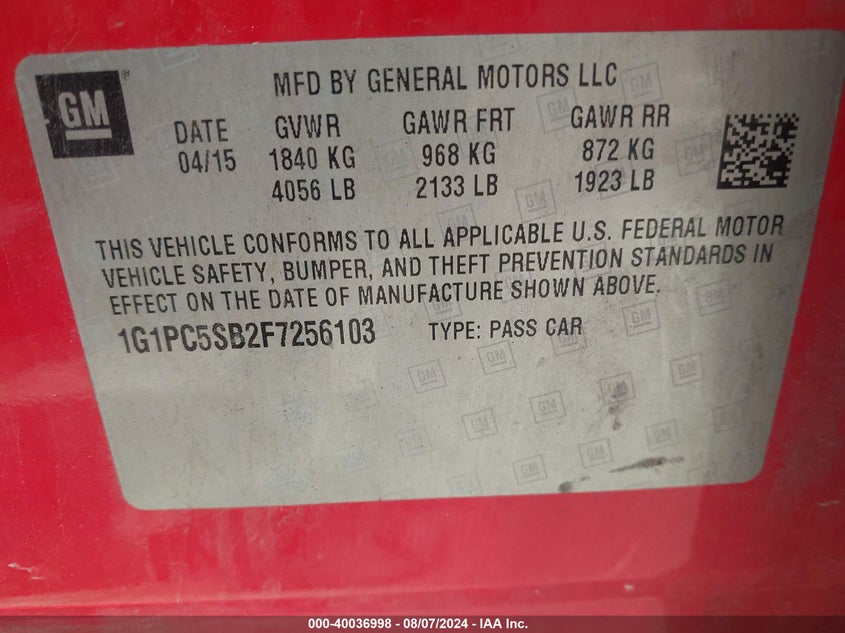 GM®
MFD BY GENERAL MOTORS LLC
DATE GVWR GAWR FRT GAWR RR
04/15 1840 KG 968 KG 872 KG
4056 LB 2133 LB 1923 LB
THIS VEHICLE CONFORMS TO ALL APPLICABLE U.S. FEDERAL MOTOR
VEHICLE SAFETY, BUMPER, AND THEFT PREVENTION STANDARDS IN
EFFECT ON THE DATE OF MANUFACTURE SHOWN ABOVE.
1G1PC5SB2F7256103 TYPE: PASS CAR
000-40036998 - 08/07/2024 - IAA Inc.